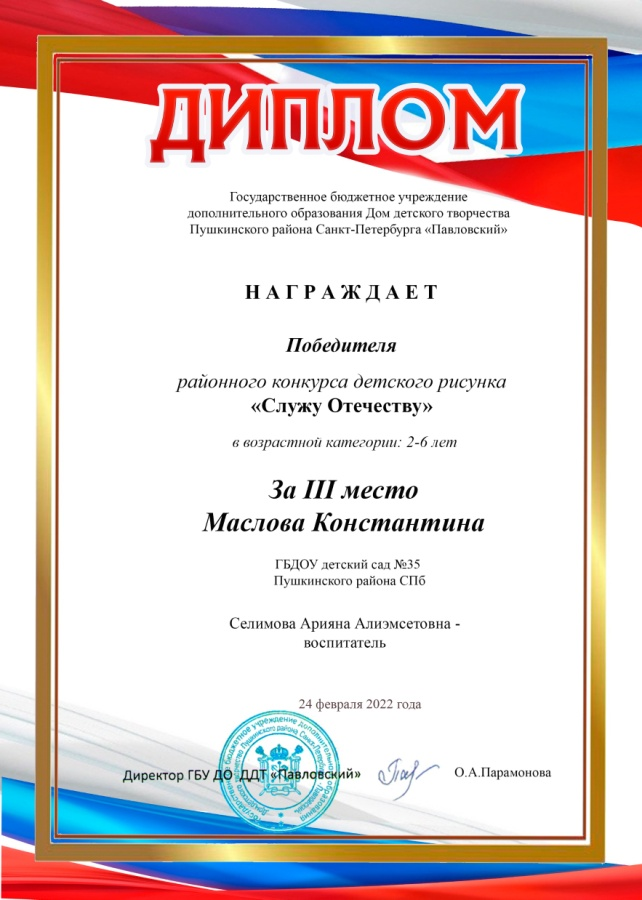 ДИПЛОМ
Государственное бюджетное учреждение
дополнительного образования Дом детского творчества
Пушкинского района Санкт-Петербурга «Павловский»
Н А Г Р А Ж Д А Е Т
Победителя
районного конкурса детского рисунка
«Служу Отечеству»
в возрастной категории: 2-6 лет
За III место
Маслова Константина
ГБДОУ детский сад №35
Пушкинского района СПб
Селимова Арияна Алиэмсетовна -
воспитатель
24 февраля 2022 года
Директор ГБУ ДО ДДТ «Павловский»
О.А.Парамонова